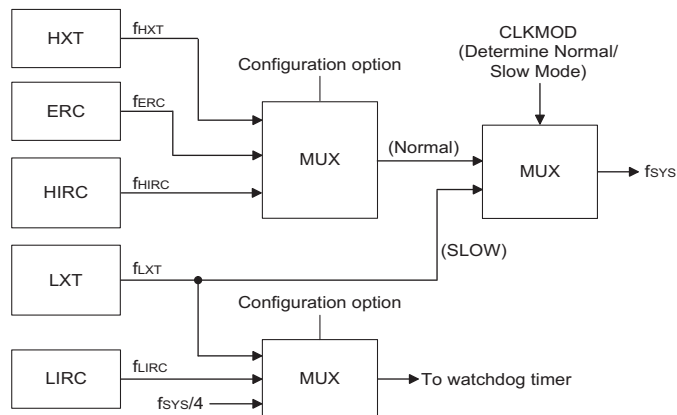 HXT
fHXT
CLKMOD
(Determine Normal/
Slow Mode)
Configuration option
ERC
fERC
MUX
(Normal)
MUX
fSYS
HIRC
fHIRC
LXT
fLXT
(SLOW)
Configuration option
LIRC
fLIRC
MUX
To watchdog timer
fSYS/4